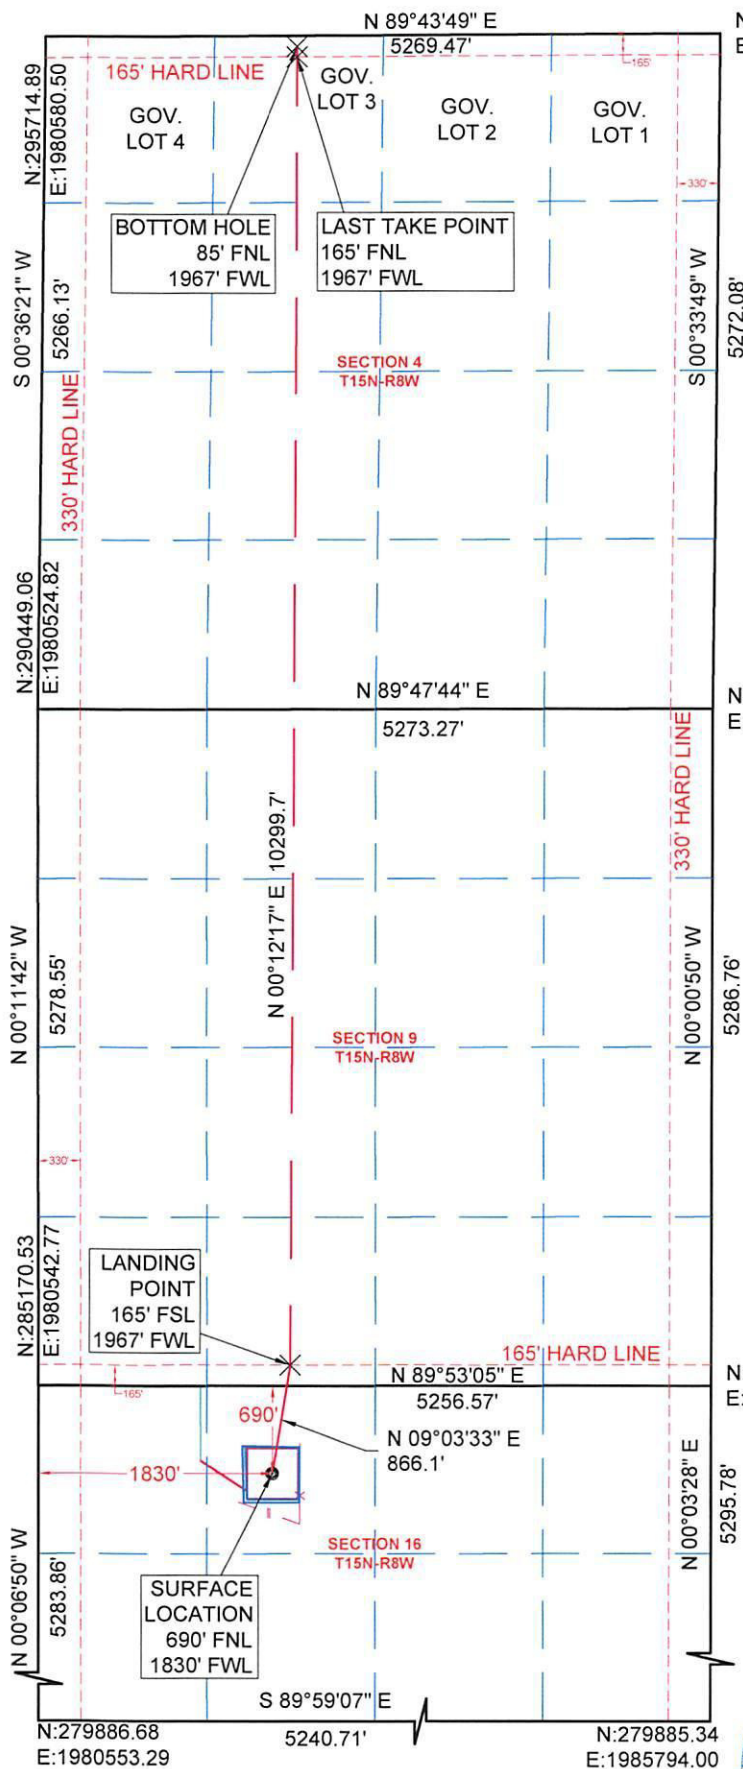 N 89°43'49" E
5269.47'
N
E
165'
165' HARD LINE
GOV.
LOT 4
GOV.
LOT 3
GOV.
LOT 2
GOV.
LOT 1
N:295714.89
E:1980580.50
330'
BOTTOM HOLE
85' FNL
1967' FWL
LAST TAKE POINT
165' FNL
1967' FWL
S 00°36'21" W
5266.13'
S 00°33'49" W
5272.08'
SECTION 4
T15N-R8W
330' HARD LINE
N:290449.06
E:1980524.82
N 89°47'44" E
5273.27'
N
E
330' HARD LINE
N 00°12'17" E 10299.7'
N 00°11'42" W
5278.55'
N 00°00'50" W
5286.76'
SECTION 9
T15N-R8W
330'
N:285170.53
E:1980542.77
LANDING
POINT
165' FSL
1967' FWL
165' HARD LINE
165'
N 89°53'05" E
5256.57'
N
E:
690'
N 09°03'33" E
866.1'
1830'
N 00°06'50" W
5283.86'
N 00°03'28" E
5295.78'
SECTION 16
T15N-R8W
SURFACE
LOCATION
690' FNL
1830' FWL
S 89°59'07" E
5240.71'
N:279886.68
E:1980553.29
N:279885.34
E:1985794.00